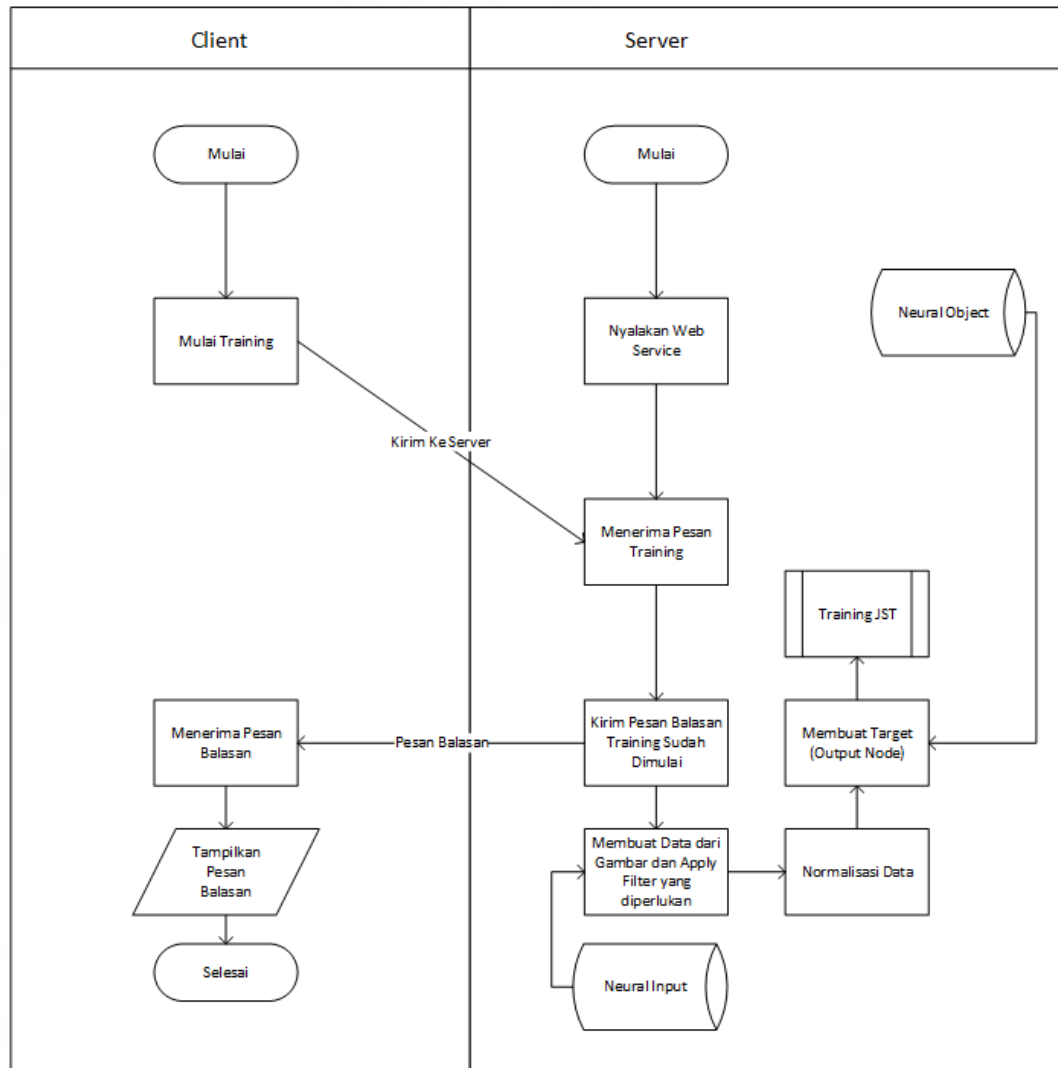 Client
Server
Mulai
Mulai
Mulai Training
Nyalakan Web
Service
Neural Object
Kirim Ke Server
Menerima Pesan
Training
Training JST
Menerima Pesan
Balasan
Pesan Balasan
Kirim Pesan Balasan
Training Sudah
Dimulai
Membuat Target
(Output Node)
Tampilkan
Pesan
Balasan
Membuat Data dari
Gambar dan Apply
Filter yang
diperlukan
Normalisasi Data
Selesai
Neural Input